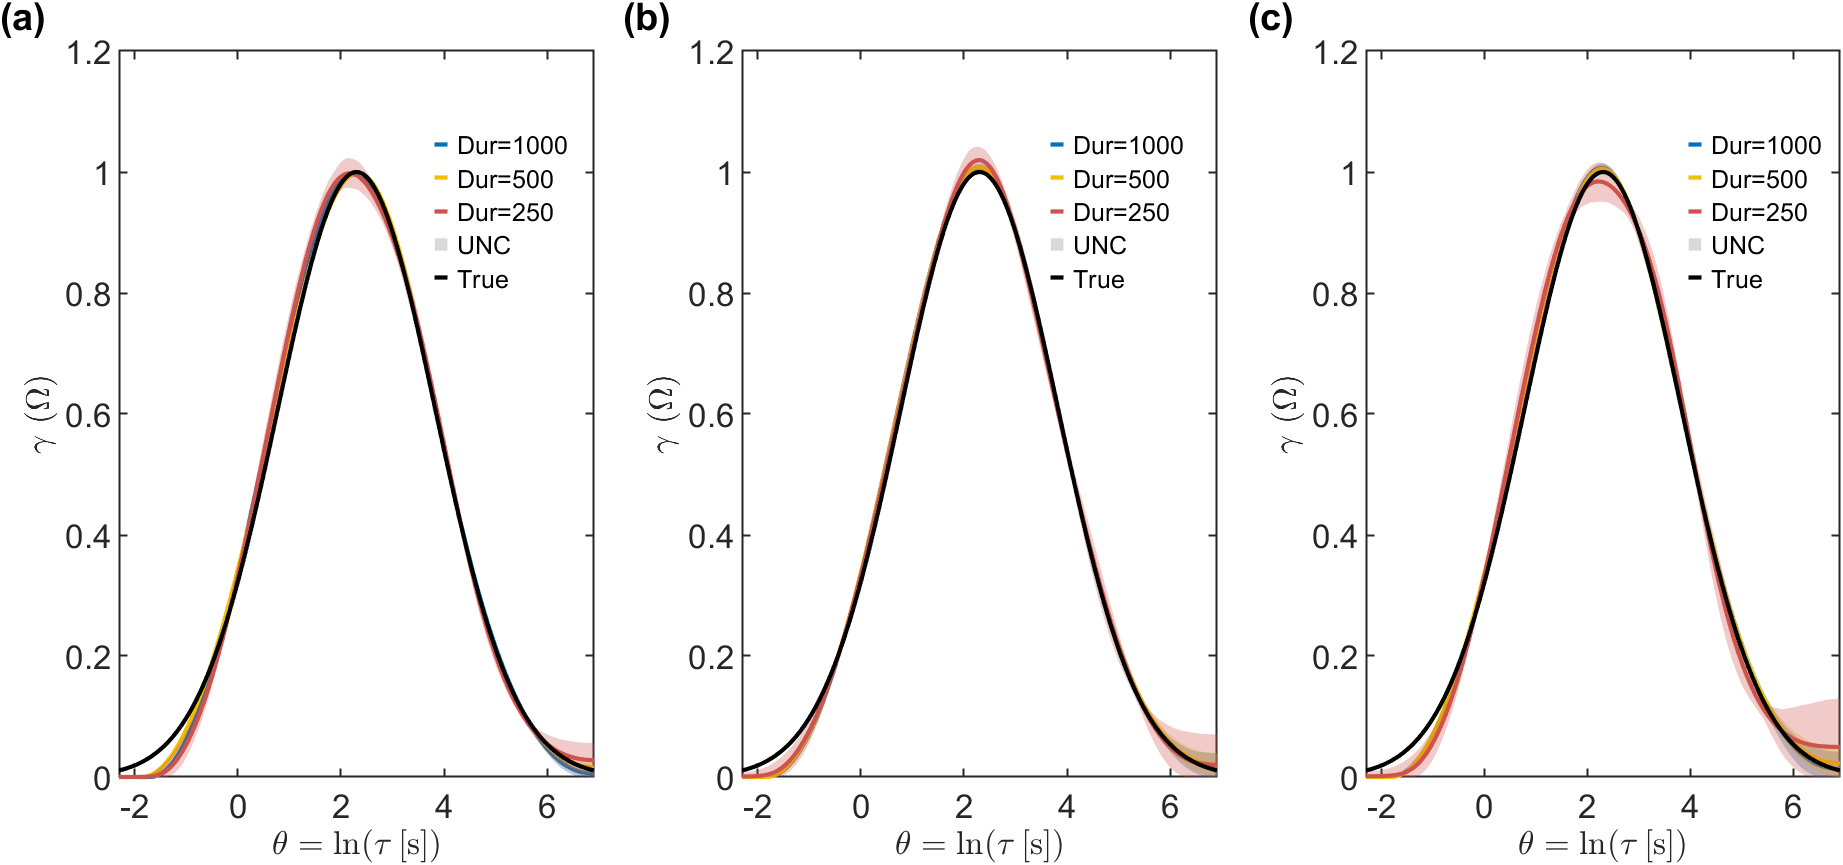 (a)
1.2
1
0.8
0.6
0.4
0.2
0
γ (Ω)
-2 0 2 4 6
θ = ln(τ [s])
Dur=1000
Dur=500
Dur=250
UNC
True
(b)
1.2
1
0.8
0.6
0.4
0.2
0
γ (Ω)
-2 0 2 4 6
θ = ln(τ [s])
Dur=1000
Dur=500
Dur=250
UNC
True
(c)
1.2
1
0.8
0.6
0.4
0.2
0
γ (Ω)
-2 0 2 4 6
θ = ln(τ [s])
Dur=1000
Dur=500
Dur=250
UNC
True